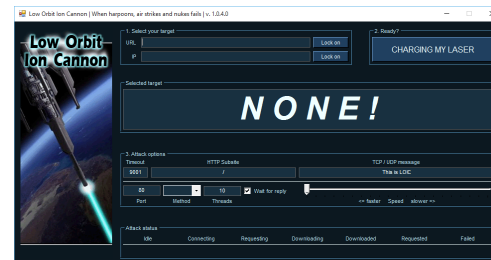 Low Orbit Ion Cannon | When harpoons, air strikes and nukes fails | v. 1.0.4.0
Low Orbit
Ion Cannon
1. Select your target
URL Lock on
IP Lock on
2. Ready?
CHARGING MY LASER
Selected target
NONE!
3. Attack options
Timeout HTTP Subsite TCP / UDP message
9001 / This is LOIC
80 10 Wait for reply
Port Method Threads <= faster Speed slower =>
Attack status
Idle Connecting Requesting Downloading Downloaded Requested Failed